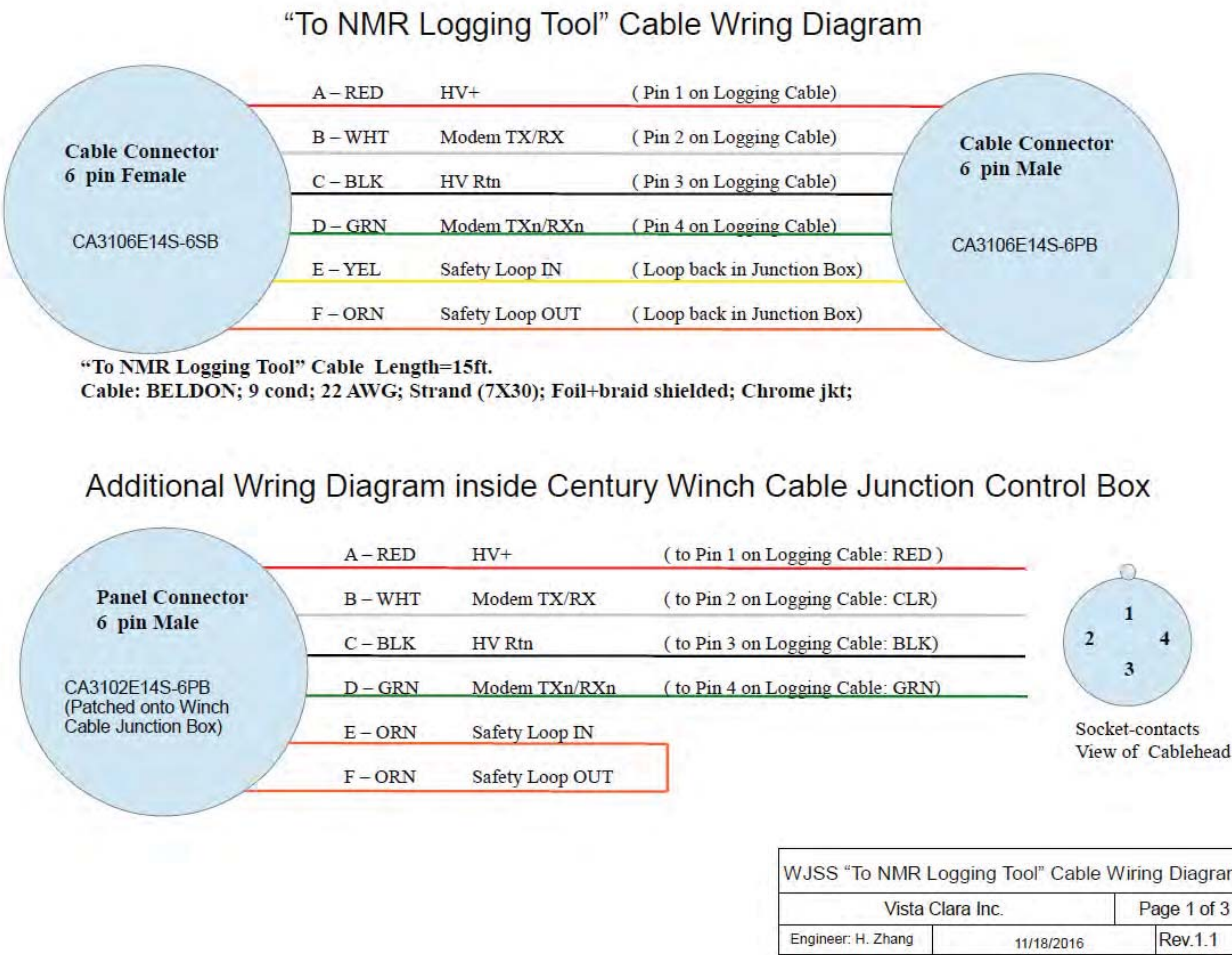 “To NMR Logging Tool” Cable Wring Diagram
A – RED HV+ ( Pin 1 on Logging Cable)
B – WHT Modem TX/RX ( Pin 2 on Logging Cable)
C – BLK HV Rtn ( Pin 3 on Logging Cable)
D – GRN Modem TXn/RXn ( Pin 4 on Logging Cable)
E – YEL Safety Loop IN ( Loop back in Junction Box)
F – ORN Safety Loop OUT ( Loop back in Junction Box)
Cable Connector
6 pin Female
CA3106E14S-6SB
Cable Connector
6 pin Male
CA3106E14S-6PB
“To NMR Logging Tool” Cable Length=15ft.
Cable: BELDON; 9 cond; 22 AWG; Strand (7X30); Foil+braid shielded; Chrome jkt;
Additional Wring Diagram inside Century Winch Cable Junction Control Box
A – RED HV+ ( to Pin 1 on Logging Cable: RED )
B – WHT Modem TX/RX ( to Pin 2 on Logging Cable: CLR)
C – BLK HV Rtn ( to Pin 3 on Logging Cable: BLK)
D – GRN Modem TXn/RXn ( to Pin 4 on Logging Cable: GRN)
E – ORN Safety Loop IN
F – ORN Safety Loop OUT
Panel Connector
6 pin Male
CA3102E14S-6PB
(Patched onto Winch
Cable Junction Box)
1
2 4
3
Socket-contacts
View of Cablehead
WJSS “To NMR Logging Tool” Cable Wiring Diagram
Vista Clara Inc. Page 1 of 3
Engineer: H. Zhang 11/18/2016 Rev.1.1